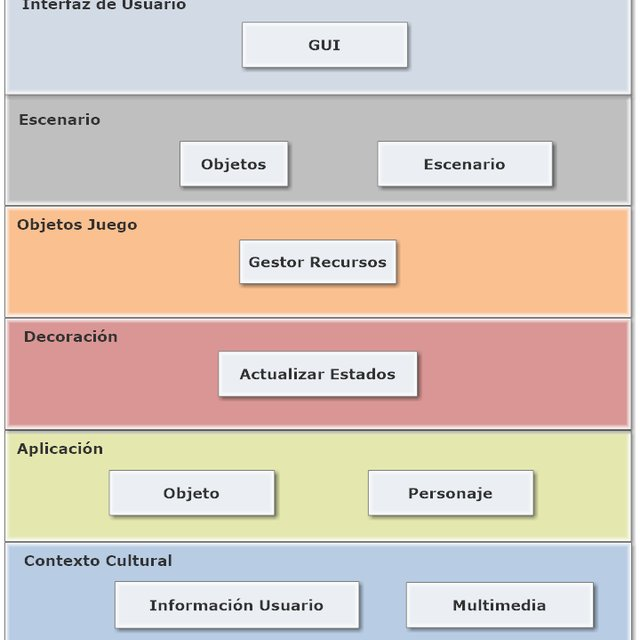 Interfaz de Usuario
GUI
Escenario
Objetos
Escenario
Objetos Juego
Gestor Recursos
Decoración
Actualizar Estados
Aplicación
Objeto
Personaje
Contexto Cultural
Información Usuario
Multimedia